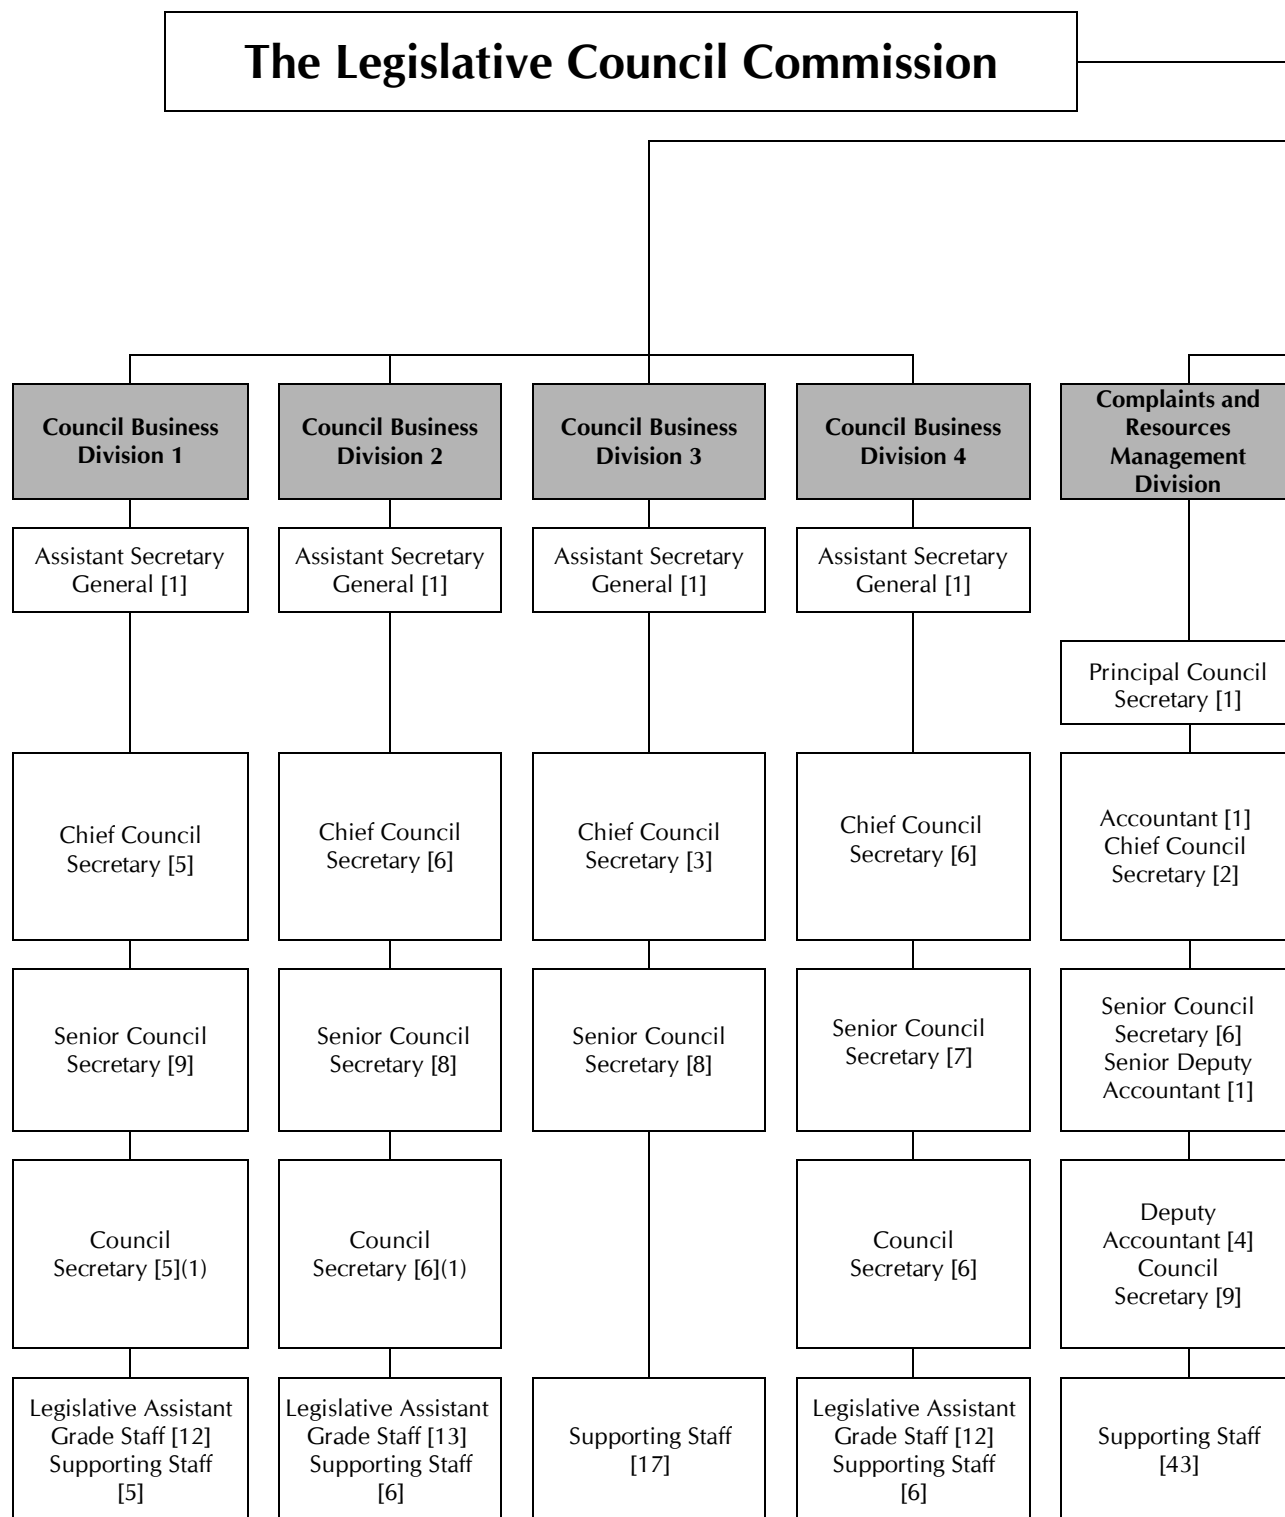 The Legislative Council Commission
Council Business
Division 1
Council Business
Division 2
Council Business
Division 3
Council Business
Division 4
Complaints and
Resources
Management
Division
Assistant Secretary
General [1]
Assistant Secretary
General [1]
Assistant Secretary
General [1]
Assistant Secretary
General [1]
Principal Council
Secretary [1]
Chief Council
Secretary [5]
Chief Council
Secretary [6]
Chief Council
Secretary [3]
Chief Council
Secretary [6]
Accountant [1]
Chief Council
Secretary [2]
Senior Council
Secretary [9]
Senior Council
Secretary [8]
Senior Council
Secretary [8]
Senior Council
Secretary [7]
Senior Council
Secretary [6]
Senior Deputy
Accountant [1]
Council
Secretary [5](1)
Council
Secretary [6](1)
Council
Secretary [6]
Deputy
Accountant [4]
Council
Secretary [9]
Legislative Assistant
Grade Staff [12]
Supporting Staff
[5]
Legislative Assistant
Grade Staff [13]
Supporting Staff
[6]
Supporting Staff
[17]
Legislative Assistant
Grade Staff [12]
Supporting Staff
[6]
Supporting Staff
[43]